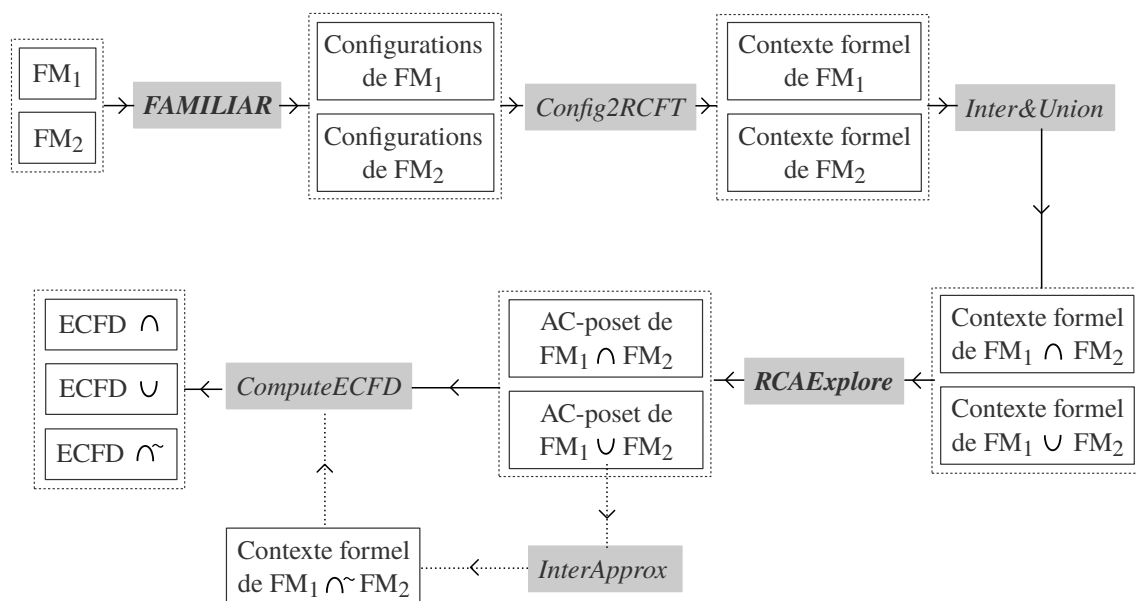 FM1
FM2
FAMILIAR
Configurations
de FM1
Configurations
de FM2
Config2RCFT
Contexte formel
de FM1
Contexte formel
de FM2
Inter&Union
Contexte formel
de FM1 ∩ FM2
Contexte formel
de FM1 ∪ FM2
RCAExplore
AC-poset de
FM1 ∩ FM2
AC-poset de
FM1 ∪ FM2
ComputeECFD
ECFD ∩
ECFD ∪
ECFD ∩~
InterApprox
Contexte formel
de FM1 ∩~ FM2